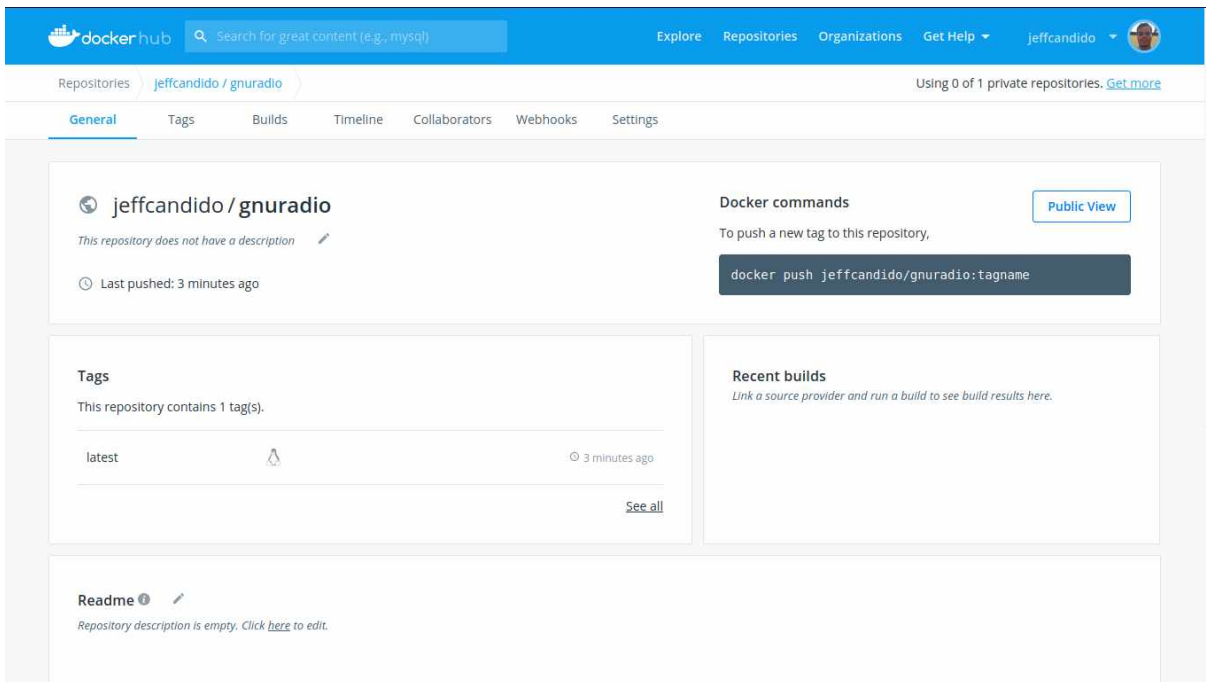 dockerhub Search for great content (e.g., mysql) Explore Repositories Organizations Get Help jeffcandido
Repositories jeffcandido / gnuradio Using 0 of 1 private repositories. Get more
General Tags Builds Timeline Collaborators Webhooks Settings
jeffcandido / gnuradio
This repository does not have a description
Last pushed: 3 minutes ago
Docker commands
Public View
To push a new tag to this repository,
docker push jeffcandido/gnuradio:tagname
Tags
This repository contains 1 tag(s).
latest 3 minutes ago
See all
Recent builds
Link a source provider and run a build to see build results here.
Readme
Repository description is empty. Click here to edit.